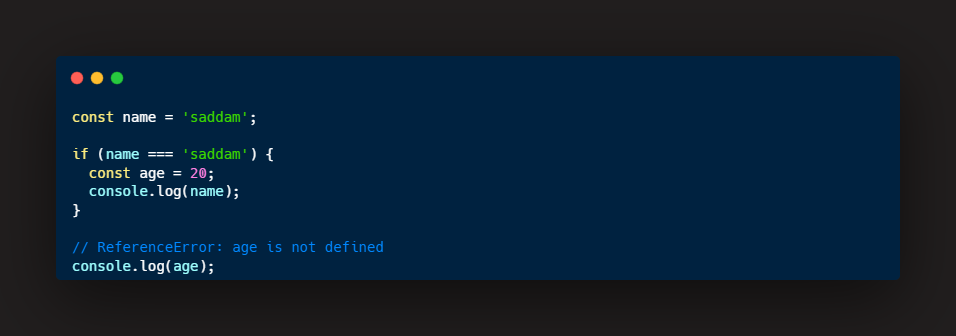 const name = 'saddam';
if (name === 'saddam') {
  const age = 20;
  console.log(name);
}
// ReferenceError: age is not defined
console.log(age);